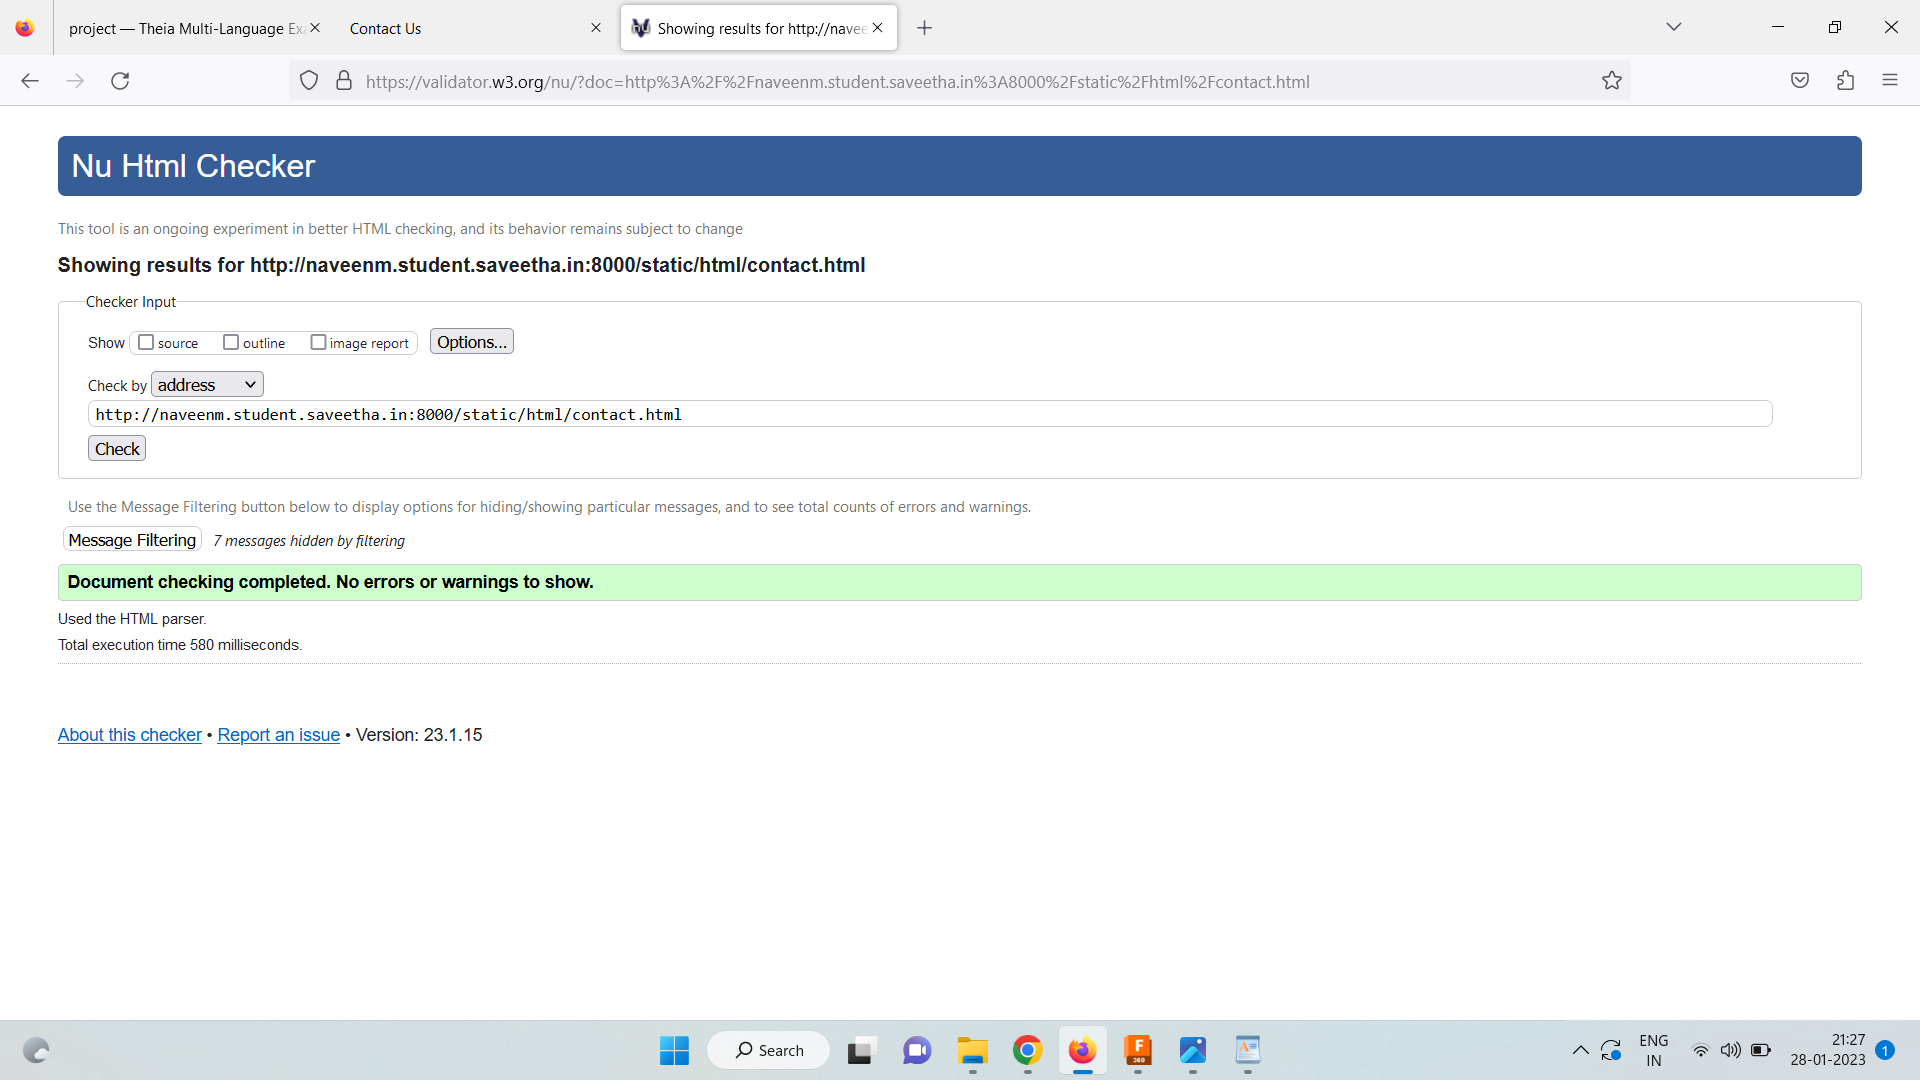 project — Theia Multi-Language Exa
Contact Us
Showing results for http://navee
https://validator.w3.org/nu/?doc=http%3A%2F%2Fnaveenm.student.saveetha.in%3A8000%2Fstatic%2Fhtml%2Fcontact.html
Nu Html Checker
This tool is an ongoing experiment in better HTML checking, and its behavior remains subject to change
Showing results for http://naveenm.student.saveetha.in:8000/static/html/contact.html
Checker Input
Show source outline image report Options...
Check by address
http://naveenm.student.saveetha.in:8000/static/html/contact.html
Check
Use the Message Filtering button below to display options for hiding/showing particular messages, and to see total counts of errors and warnings.
Message Filtering 7 messages hidden by filtering
Document checking completed. No errors or warnings to show.
Used the HTML parser.
Total execution time 580 milliseconds.
About this checker • Report an issue • Version: 23.1.15
Search
F
360
ENG
IN
21:27
28-01-2023
1